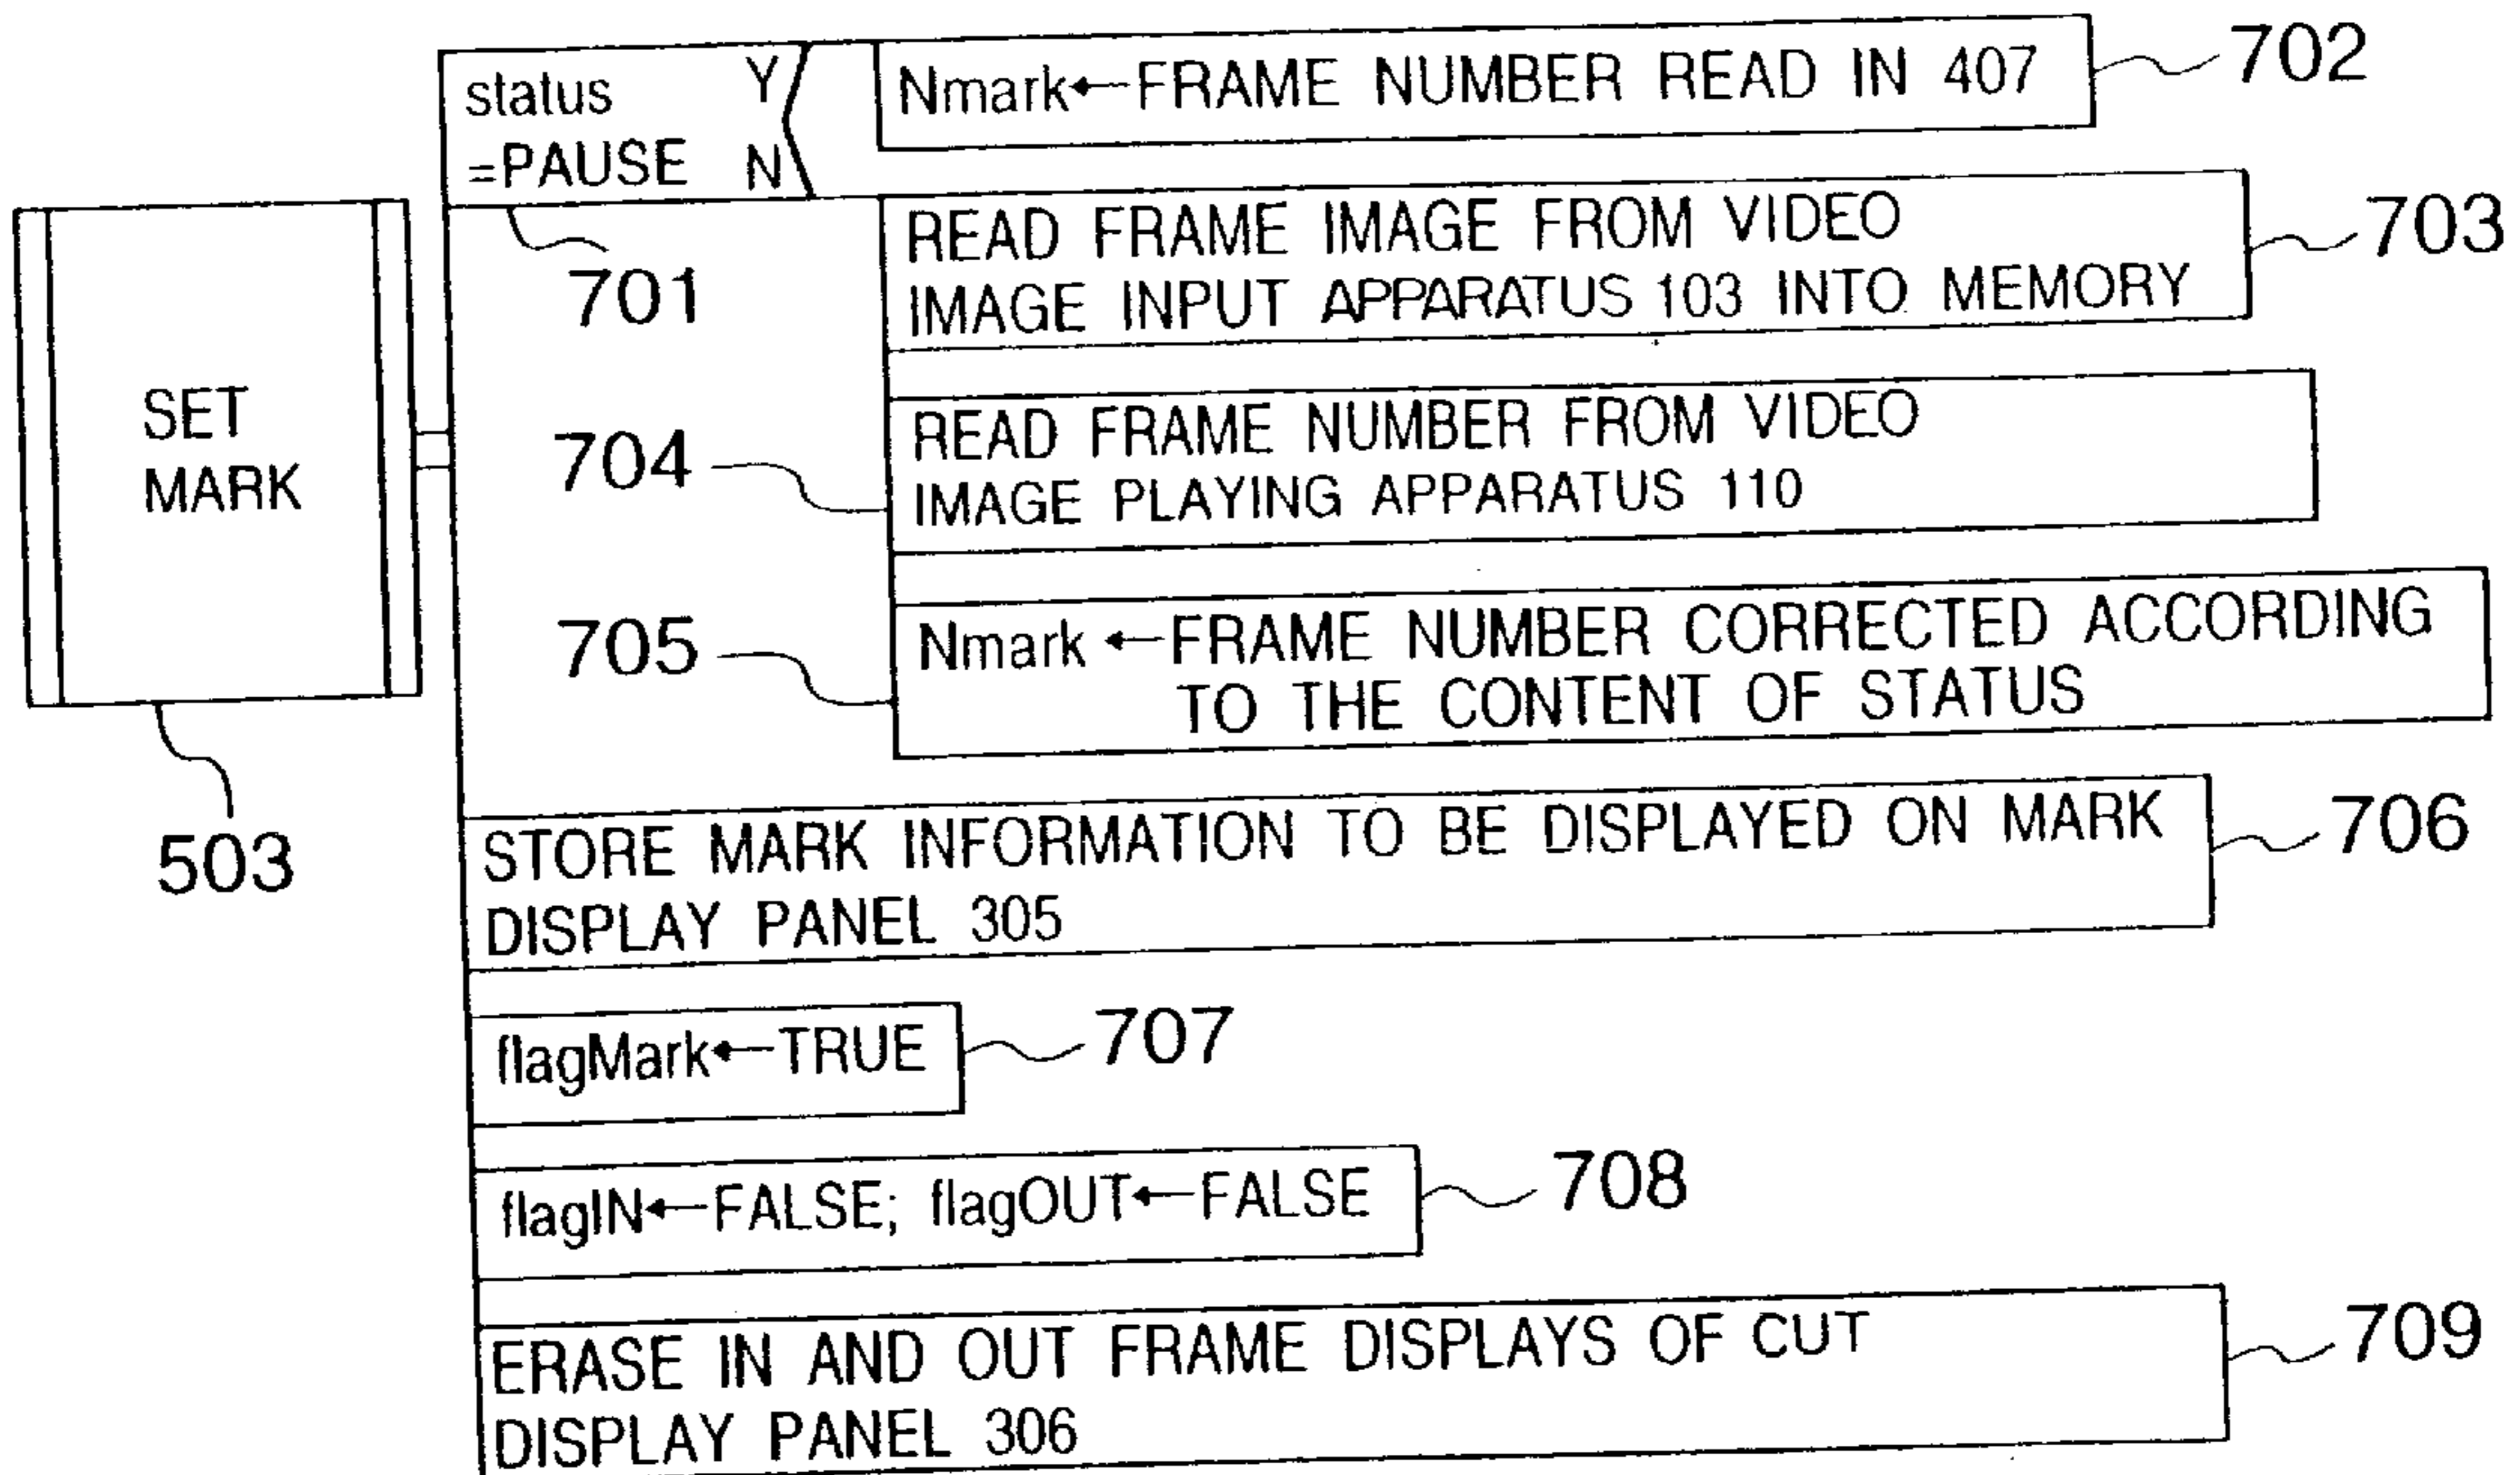 status Y
=PAUSE N
701
Nmark←FRAME NUMBER READ IN 407
702
READ FRAME IMAGE FROM VIDEO
IMAGE INPUT APPARATUS 103 INTO MEMORY
703
SET
MARK
503
704
READ FRAME NUMBER FROM VIDEO
IMAGE PLAYING APPARATUS 110
705
Nmark ←FRAME NUMBER CORRECTED ACCORDING
TO THE CONTENT OF STATUS
STORE MARK INFORMATION TO BE DISPLAYED ON MARK
DISPLAY PANEL 305
706
flagMark←TRUE
707
flagIN←FALSE; flagOUT←FALSE
708
ERASE IN AND OUT FRAME DISPLAYS OF CUT
DISPLAY PANEL 306
709